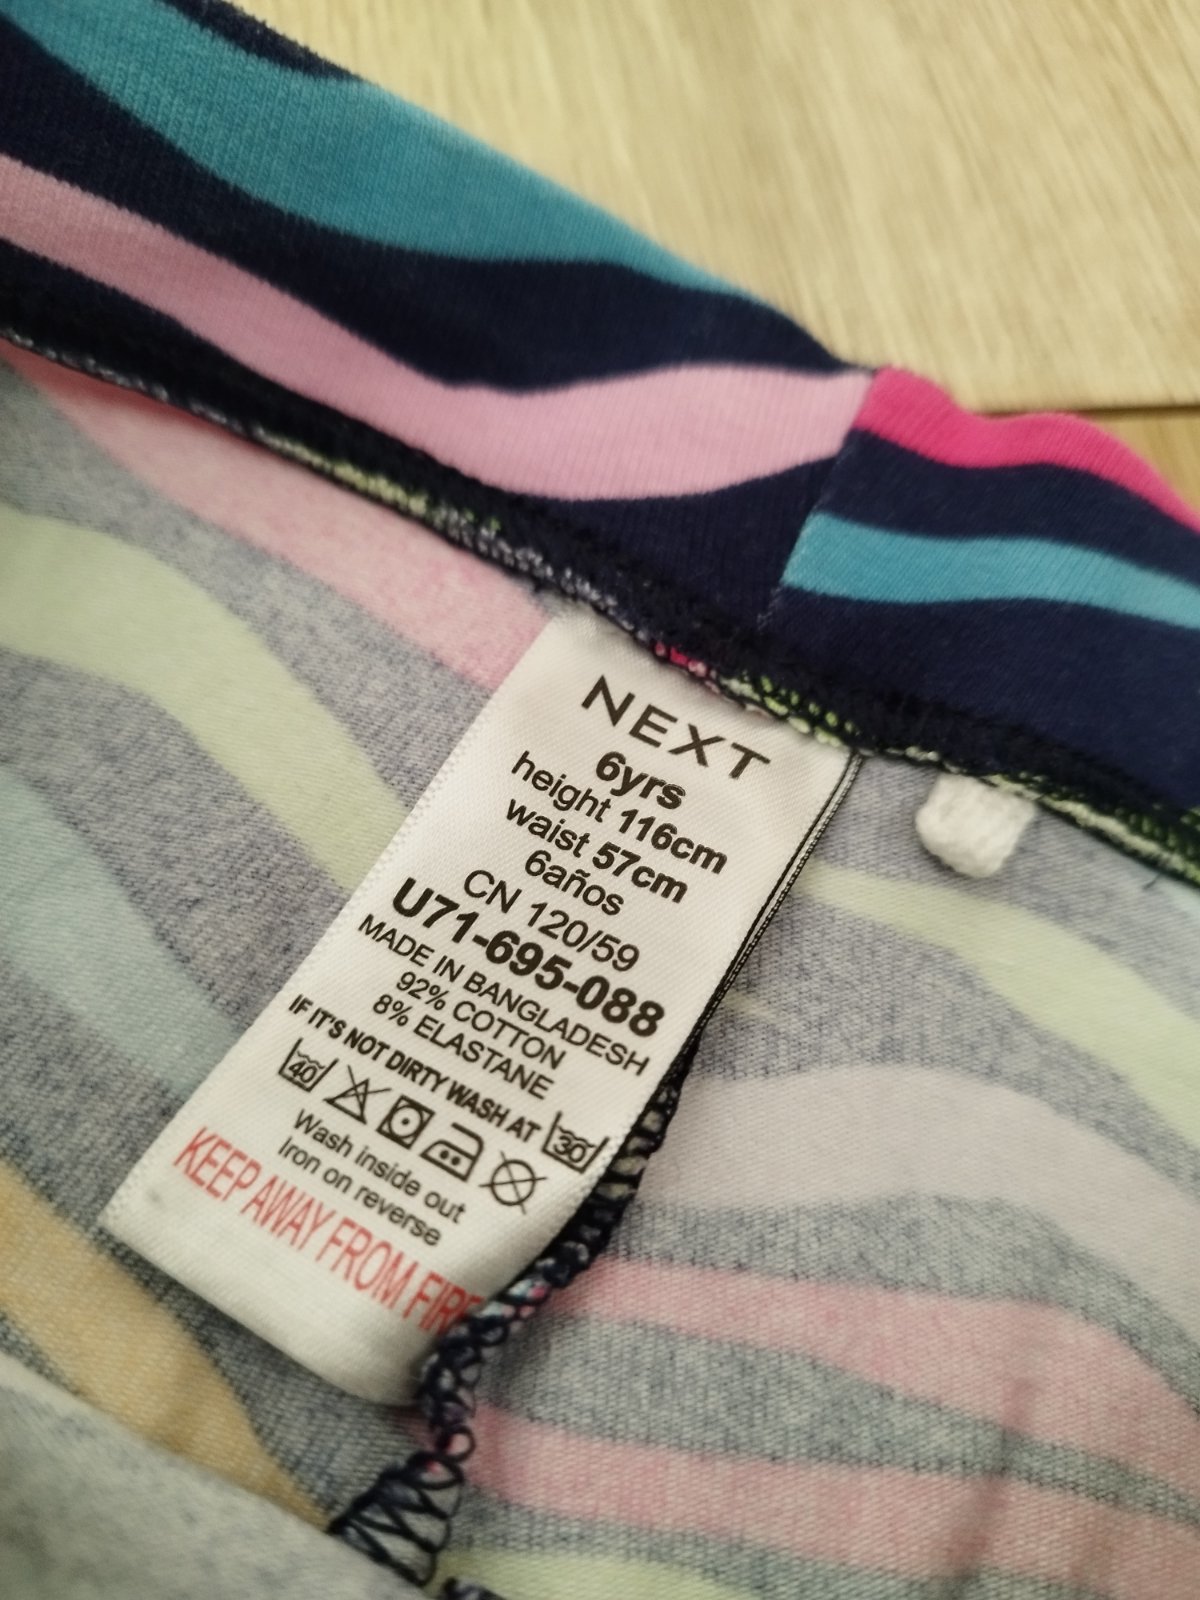 NEXT
6yrs
height 116cm
waist 57cm
6años
CN 120/59
U71-695-088
MADE IN BANGLADESH
92% COTTON
8% ELASTANE
IF IT'S NOT DIRTY WASH AT 30
40
Wash inside out
Iron on reverse
KEEP AWAY FROM FIRE